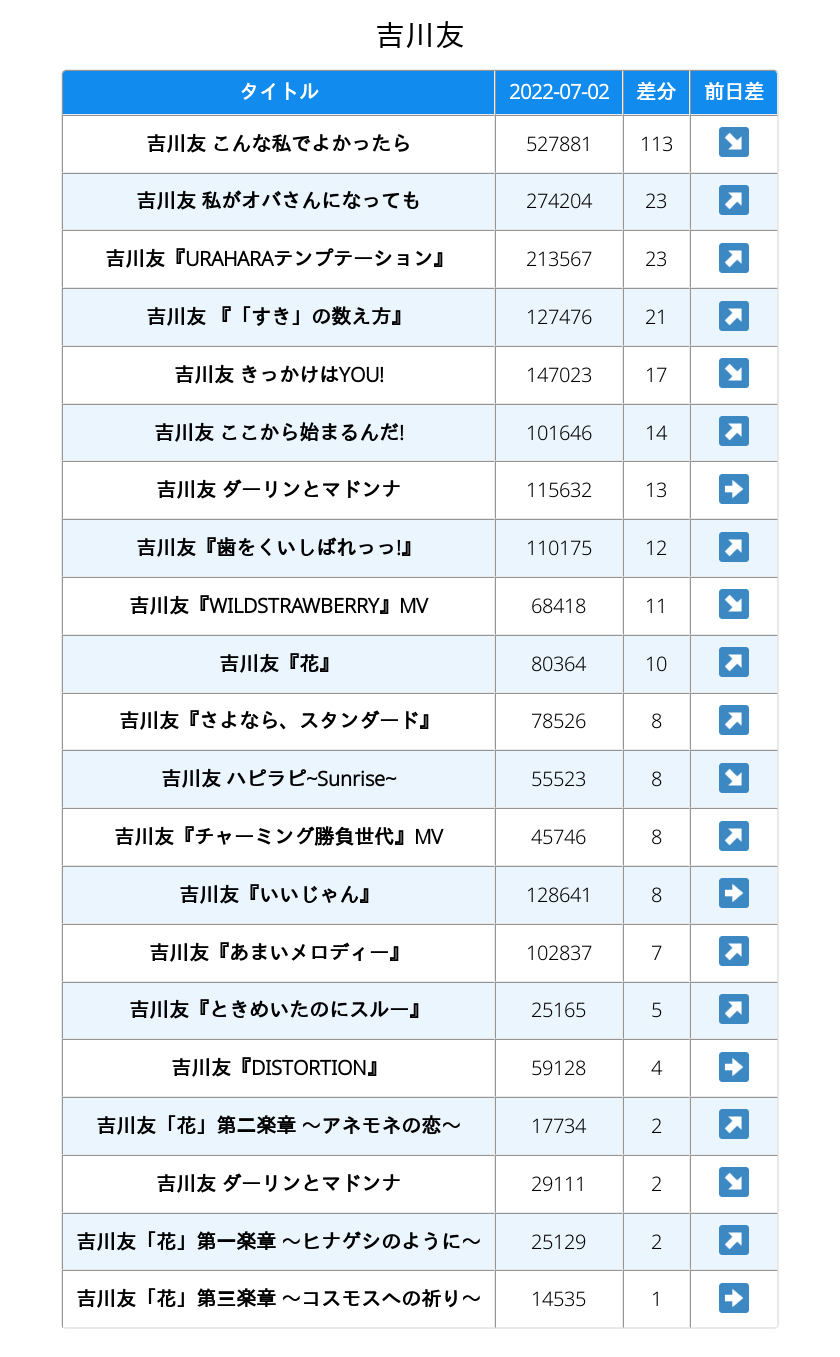 吉川友
タイトル 2022-07-02 差分 前日差
吉川友 こんな私でよかったら 527881 113 ↘
吉川友 私がオバさんになっても 274204 23 ↗
吉川友『URAHARAテンプテーション』 213567 23 ↗
吉川友 『「すき」の数え方』 127476 21 ↗
吉川友 きっかけはYOU! 147023 17 ↘
吉川友 ここから始まるんだ! 101646 14 ↗
吉川友 ダーリンとマドンナ 115632 13 ➡
吉川友『歯をくいしばれっっ!』 110175 12 ↗
吉川友『WILDSTRAWBERRY』MV 68418 11 ↘
吉川友『花』 80364 10 ↗
吉川友『さよなら、スタンダード』 78526 8 ↗
吉川友 ハピラピ~Sunrise~ 55523 8 ↘
吉川友『チャーミング勝負世代』MV 45746 8 ↗
吉川友『いいじゃん』 128641 8 ➡
吉川友『あまいメロディー』 102837 7 ↗
吉川友『ときめいたのにスルー』 25165 5 ↗
吉川友『DISTORTION』 59128 4 ➡
吉川友「花」第二楽章 〜アネモネの恋〜 17734 2 ↗
吉川友 ダーリンとマドンナ 29111 2 ↘
吉川友「花」第一楽章 〜ヒナゲシのように〜 25129 2 ↗
吉川友「花」第三楽章 〜コスモスへの祈り〜 14535 1 ➡